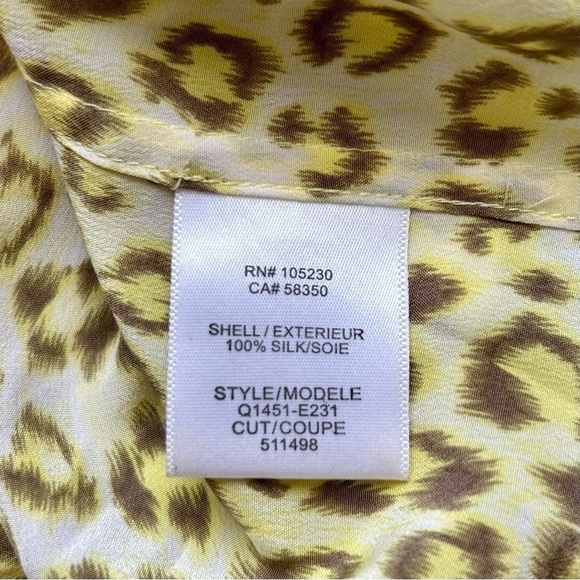 RN# 105230
CA# 58350
SHELL/EXTERIEUR
100% SILK/SOIE
STYLE/MODELE
Q1451-E231
CUT/COUPE
511498